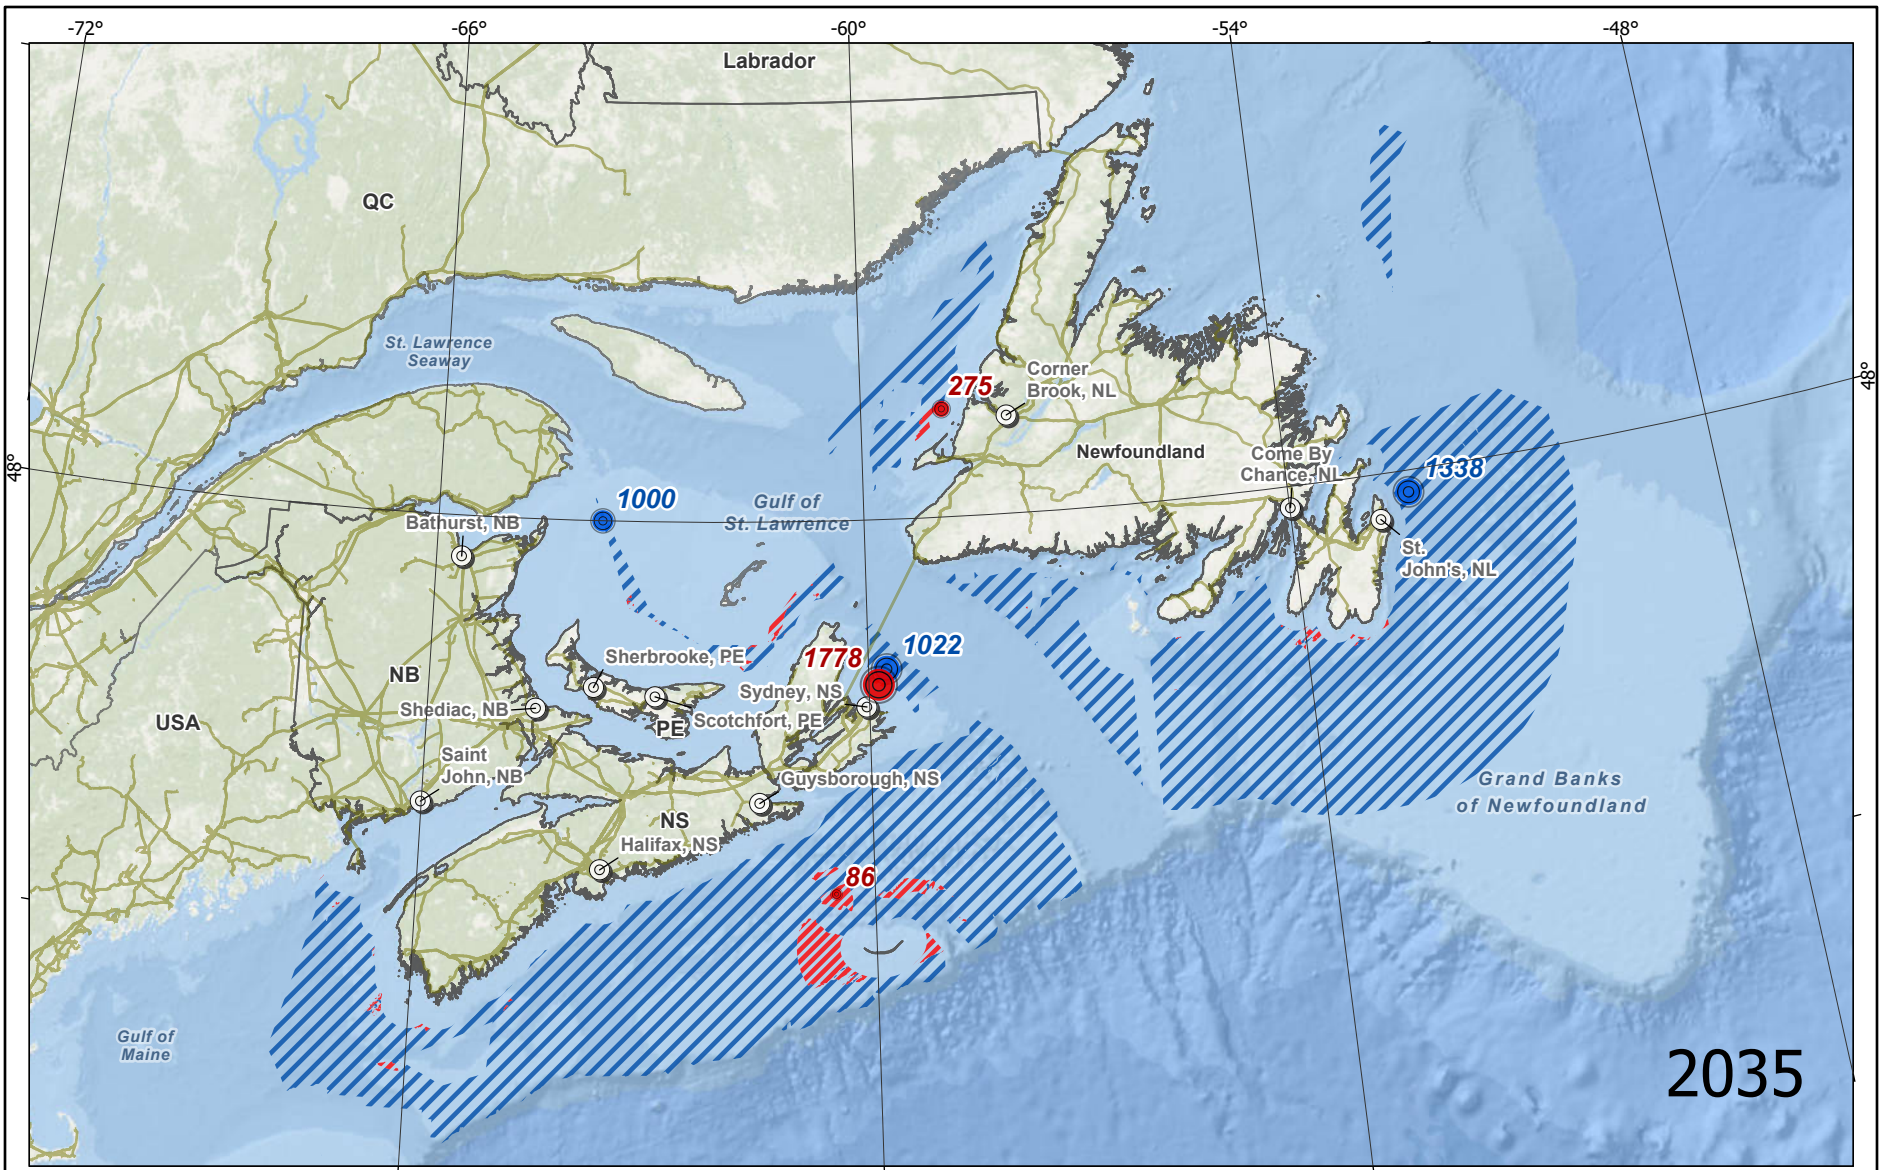 -72°
-66°
-60°
-54°
-48°
Labrador
QC
St. Lawrence
Seaway
275
Corner
Brook, NL
48°
Newfoundland
Come By
Chance, NL
1338
48°
1000
Gulf of
St. Lawrence
Bathurst, NB
St.
John's, NL
1022
1778
Sherbrooke, PE
NB
Sydney, NS
Shediac, NB
Scotchfort, PE
PE
USA
Saint
John, NB
Guysborough, NS
Grand Banks
of Newfoundland
NS
Halifax, NS
86
Gulf of
Maine
2035